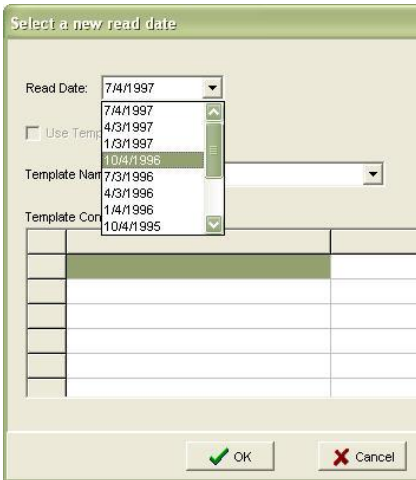 Select a new read date
Read Date: 7/4/1997
7/4/1997
4/3/1997
1/3/1997
10/4/1996
7/3/1996
4/3/1996
1/4/1996
10/4/1995
Use Temp
Template Nam
Template Con
OK Cancel